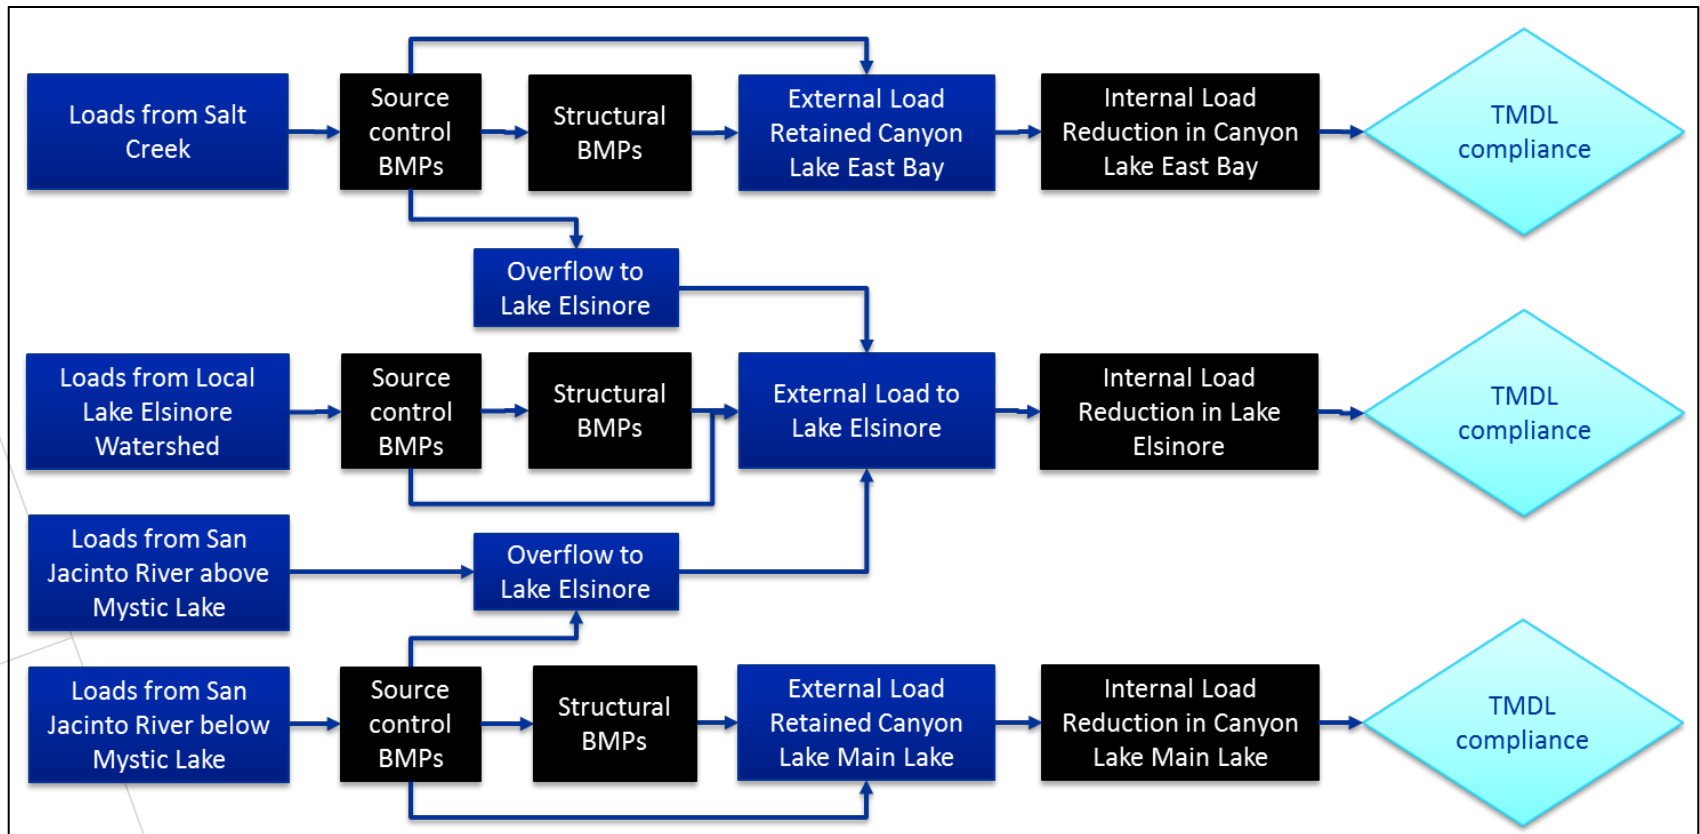 Loads from Salt
Creek
Source
control
BMPs
Structural
BMPs
External Load
Retained Canyon
Lake East Bay
Internal Load
Reduction in Canyon
Lake East Bay
TMDL
compliance
Overflow to
Lake Elsinore
Loads from Local
Lake Elsinore
Watershed
Source
control
BMPs
Structural
BMPs
External Load to
Lake Elsinore
Internal Load
Reduction in Lake
Elsinore
TMDL
compliance
Loads from San
Jacinto River above
Mystic Lake
Overflow to
Lake Elsinore
Loads from San
Jacinto River below
Mystic Lake
Source
control
BMPs
Structural
BMPs
External Load
Retained Canyon
Lake Main Lake
Internal Load
Reduction in Canyon
Lake Main Lake
TMDL
compliance